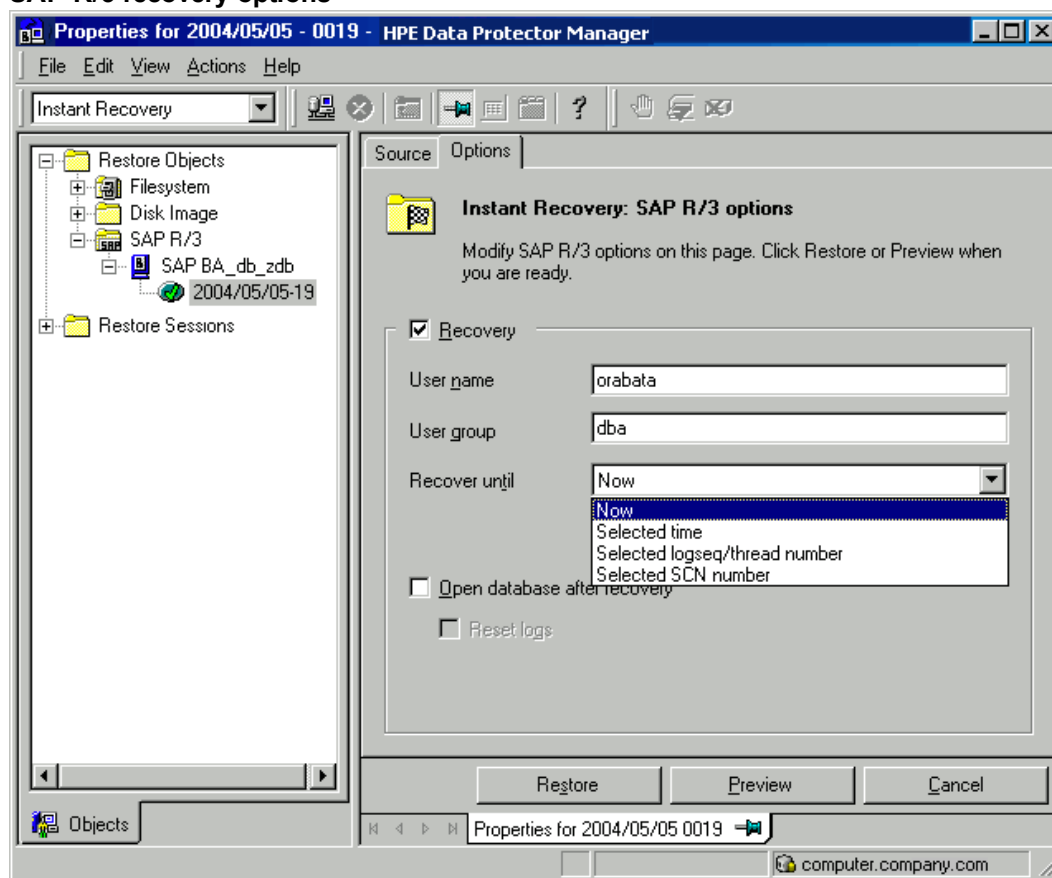 SAP R/3 recovery options
Properties for 2004/05/05 - 0019 - HPE Data Protector Manager
File Edit View Actions Help
Instant Recovery
Source Options
Restore Objects
Filesystem
Disk Image
SAP R/3
SAP BA_db_zdb
2004/05/05-19
Restore Sessions
Instant Recovery: SAP R/3 options
Modify SAP R/3 options on this page. Click Restore or Preview when
you are ready.
Recovery
User name orabata
User group dba
Recover until Now
Now
Selected time
Selected logseq/thread number
Selected SCN number
Open database after recovery
Reset logs
Restore Preview Cancel
Objects
Properties for 2004/05/05 0019
computer.company.com